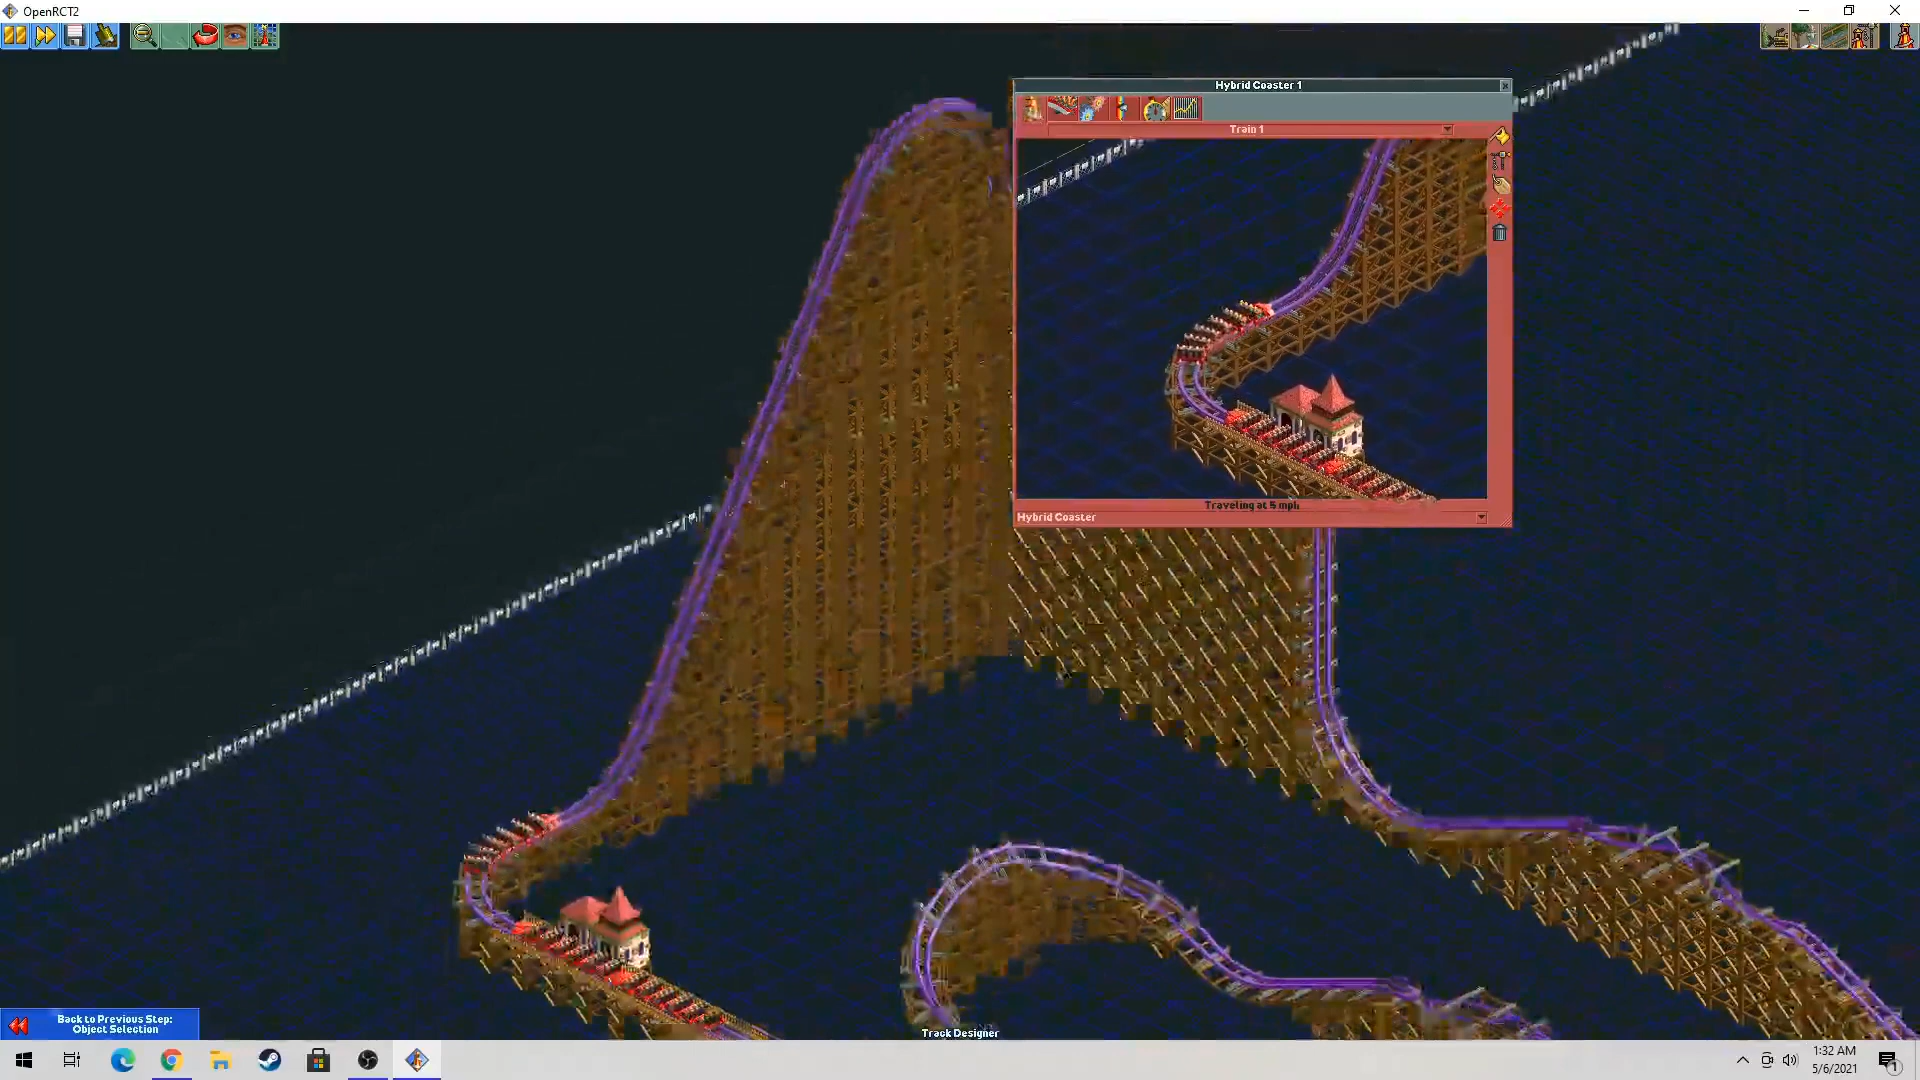 OpenRCT2
Hybrid Coaster 1
Train 1
Traveling at 5 mph
Hybrid Coaster
Back to Previous Step:
Object Selection
Track Designer
1:32 AM
5/6/2021
1